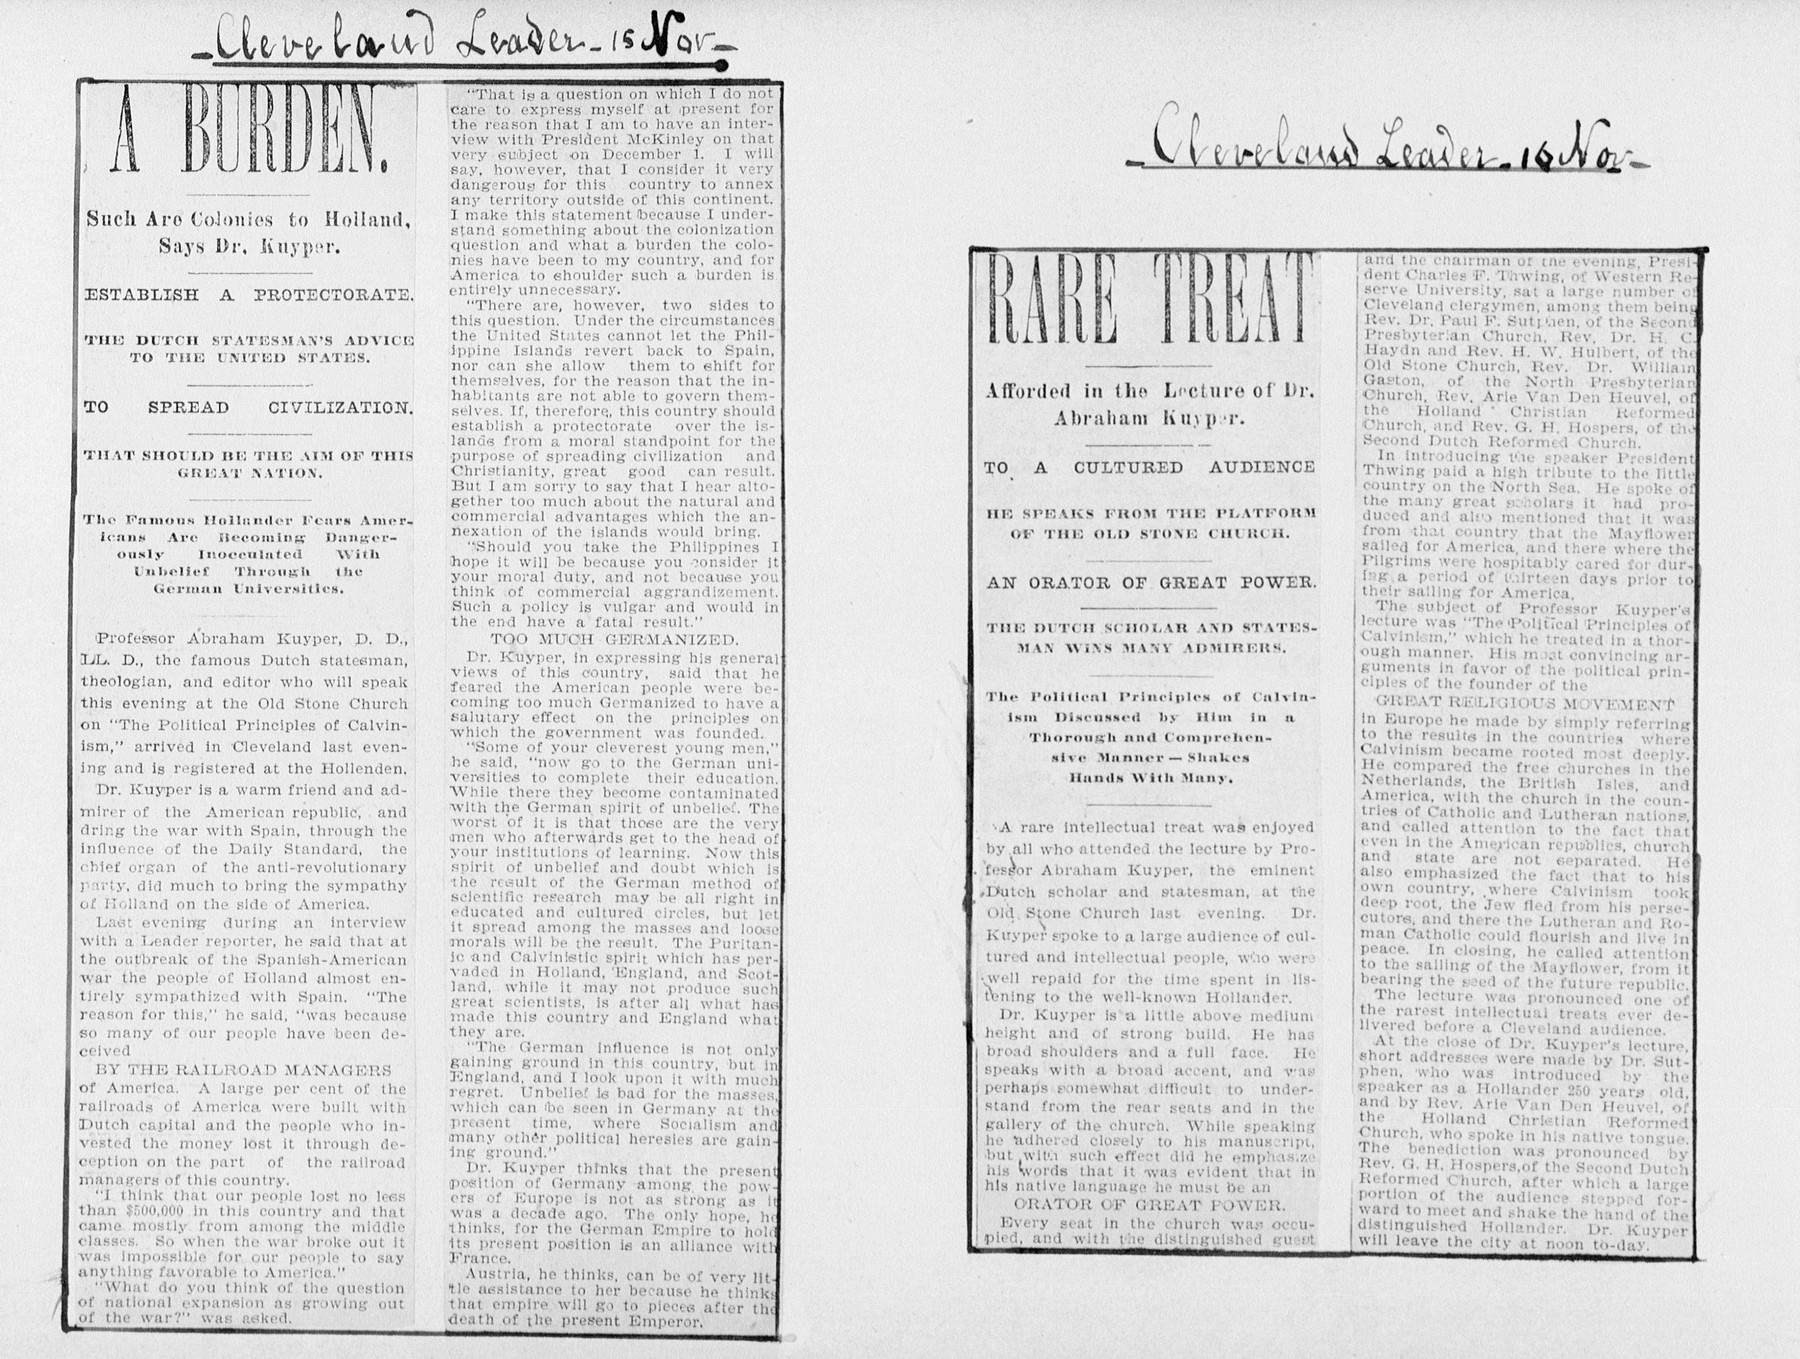 Cleveland Leader - 15 Nov -
A BURDEN.
Such Are Colonies to Holland,
Says Dr. Kuyper.
ESTABLISH A PROTECTORATE.
THE DUTCH STATESMAN'S ADVICE
TO THE UNITED STATES.
TO SPREAD CIVILIZATION.
THAT SHOULD BE THE AIM OF THIS
GREAT NATION.
The Famous Hollander Fears Amer-
icans Are Becoming Danger-
ously Inocculated With
Unbelief Through the
German Universities.
Professor Abraham Kuyper, D. D.,
LL. D., the famous Dutch statesman,
theologian, and editor who will speak
this evening at the Old Stone Church
on "The Political Principles of Calvin-
ism," arrived in Cleveland last even-
ing and is registered at the Hollenden.
Dr. Kuyper is a warm friend and ad-
mirer of the American republic, and
dring the war with Spain, through the
influence of the Daily Standard, the
chief organ of the anti-revolutionary
party, did much to bring the sympathy
of Holland on the side of America.
Last evening during an interview
with a Leader reporter, he said that at
the outbreak of the Spanish-American
war the people of Holland almost en-
tirely sympathized with Spain. "The
reason for this," he said, "was because
so many of our people have been de-
ceived
BY THE RAILROAD MANAGERS
of America. A large per cent of the
railroads of America were built with
Dutch capital and the people who in-
vested the money lost it through de-
ception on the part of the railroad
managers of this country.
"I think that our people lost no less
than $500,000 in this country and that
came mostly from among the middle
classes. So when the war broke out it
was impossible for our people to say
anything favorable to America."
"What do you think of the question
of national expansion as growing out
of the war?" was asked.
"That is a question on which I do not
care to express myself at present for
the reason that I am to have an inter-
view with President McKinley on that
very subject on December 1. I will
say, however, that I consider it very
dangerous for this country to annex
any territory outside of this continent.
I make this statement because I under-
stand something about the colonization
question and what a burden the colo-
nies have been to my country, and for
America to shoulder such a burden is
entirely unnecessary.
"There are, however, two sides to
this question. Under the circumstances
the United States cannot let the Phil-
ippine Islands revert back to Spain,
nor can she allow them to shift for
themselves, for the reason that the in-
habitants are not able to govern them-
selves. If, therefore, this country should
establish a protectorate over the is-
lands from a moral standpoint for the
purpose of spreading civilization and
Christianity, great good can result.
But I am sorry to say that I hear alto-
gether too much about the natural and
commercial advantages which the an-
nexation of the islands would bring.
"Should you take the Philippines I
hope it will be because you consider it
your moral duty, and not because you
think of commercial aggrandizement.
Such a policy is vulgar and would in
the end have a fatal result."
TOO MUCH GERMANIZED.
Dr. Kuyper, in expressing his general
views of this country, said that he
feared the American people were be-
coming too much Germanized to have a
salutary effect on the principles on
which the government was founded.
"Some of your cleverest young men,"
he said, "now go to the German uni-
versities to complete their education.
While there they become contaminated
with the German spirit of unbelief. The
worst of it is that those are the very
men who afterwards get to the head of
your institutions of learning. Now this
spirit of unbelief and doubt which is
the result of the German method of
scientific research may be all right in
educated and cultured circles, but let
it spread among the masses and loose
morals will be the result. The Puritan-
ic and Calvinistic spirit which has per-
vaded in Holland, England, and Scot-
land, while it may not produce such
great scientists, is after all what has
made this country and England what
they are.
"The German influence is not only
gaining ground in this country, but in
England, and I look upon it with much
regret. Unbelief is bad for the masses,
which can be seen in Germany at the
present time, where Socialism and
many other political heresies are gain-
ing ground."
Dr. Kuyper thinks that the present
position of Germany among the pow-
ers of Europe is not as strong as it
was a decade ago. The only hope, he
thinks, for the German Empire to hold
its present position is an alliance with
France.
Austria, he thinks, can be of very lit-
tle assistance to her because he thinks
that empire will go to pieces after the
death of the present Emperor.
Cleveland Leader - 16 Nov -
RARE TREAT
Afforded in the Lecture of Dr.
Abraham Kuyper.
TO A CULTURED AUDIENCE
HE SPEAKS FROM THE PLATFORM
OF THE OLD STONE CHURCH.
AN ORATOR OF GREAT POWER.
THE DUTCH SCHOLAR AND STATES-
MAN WINS MANY ADMIRERS.
The Political Principles of Calvin-
ism Discussed by Him in a
Thorough and Comprehen-
sive Manner — Shakes
Hands With Many.
A rare intellectual treat was enjoyed
by all who attended the lecture by Pro-
fessor Abraham Kuyper, the eminent
Dutch scholar and statesman, at the
Old Stone Church last evening. Dr.
Kuyper spoke to a large audience of cul-
tured and intellectual people, who were
well repaid for the time spent in lis-
tening to the well-known Hollander.
Dr. Kuyper is a little above medium
height and of strong build. He has
broad shoulders and a full face. He
speaks with a broad accent, and was
perhaps somewhat difficult to under-
stand from the rear seats and in the
gallery of the church. While speaking
he adhered closely to his manuscript,
but with such effect did he emphasize
his words that it was evident that in
his native language he must be an
ORATOR OF GREAT POWER.
Every seat in the church was occu-
pied, and with the distinguished guest
and the chairman of the evening, Presi-
dent Charles F. Thwing, of Western Re-
serve University, sat a large number of
Cleveland clergymen, among them being
Rev. Dr. Paul F. Sutphen, of the Second
Presbyterian Church, Rev. Dr. H. C.
Haydn and Rev. H. W. Hulbert, of the
Old Stone Church, Rev. Dr. William
Gaston, of the North Presbyterian
Church, Rev. Arie Van Den Heuvel, of
the Holland Christian Reformed
Church, and Rev. G. H. Hospers, of the
Second Dutch Reformed Church.
In introducing the speaker President
Thwing paid a high tribute to the little
country on the North Sea. He spoke of
the many great scholars it had pro-
duced and also mentioned that it was
from that country that the Mayflower
sailed for America, and there where the
Pilgrims were hospitably cared for dur-
ing a period of thirteen days prior to
their sailing for America.
The subject of Professor Kuyper's
lecture was "The Political Principles of
Calvinism," which he treated in a thor-
ough manner. His most convincing ar-
guments in favor of the political prin-
ciples of the founder of the
GREAT RELIGIOUS MOVEMENT
in Europe he made by simply referring
to the results in the countries where
Calvinism became rooted most deeply.
He compared the free churches in the
Netherlands, the British Isles, and
America, with the church in the coun-
tries of Catholic and Lutheran nations,
and called attention to the fact that
even in the American republics, church
and state are not separated. He
also emphasized the fact that to his
own country, where Calvinism took
deep root, the Jew fled from his perse-
cutors, and there the Lutheran and Ro-
man Catholic could flourish and live in
peace. In closing, he called attention
to the sailing of the Mayflower, from it
bearing the seed of the future republic.
The lecture was pronounced one of
the rarest intellectual treats ever de-
livered before a Cleveland audience.
At the close of Dr. Kuyper's lecture,
short addresses were made by Dr. Sut-
phen, who was introduced by the
speaker as a Hollander 250 years old,
and by Rev. Arie Van Den Heuvel, of
the Holland Christian Reformed
Church, who spoke in his native tongue.
The benediction was pronounced by
Rev. G. H. Hospers, of the Second Dutch
Reformed Church, after which a large
portion of the audience stepped for-
ward to meet and shake the hand of the
distinguished Hollander. Dr. Kuyper
will leave the city at noon to-day.